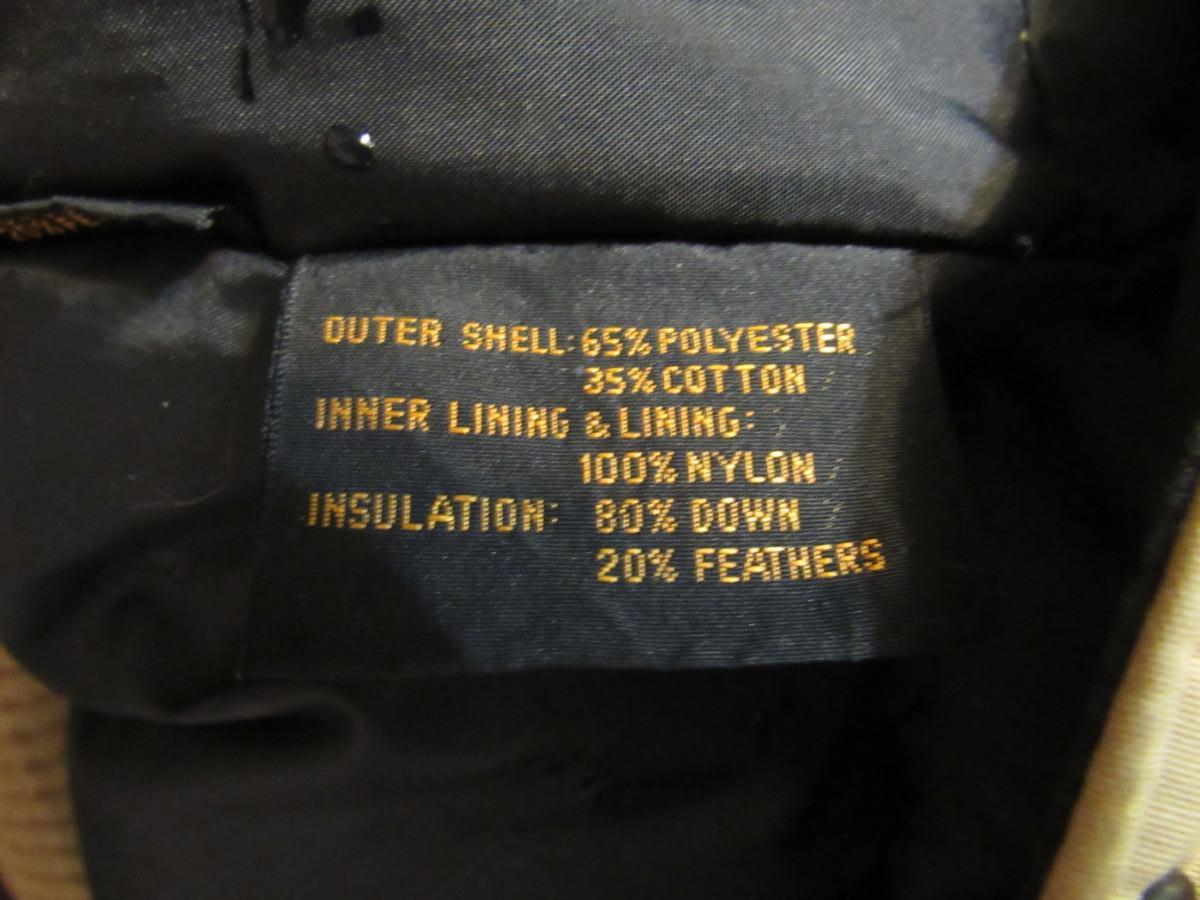 OUTER SHELL: 65% POLYESTER
35% COTTON
INNER LINING & LINING:
100% NYLON
INSULATION: 80% DOWN
20% FEATHERS